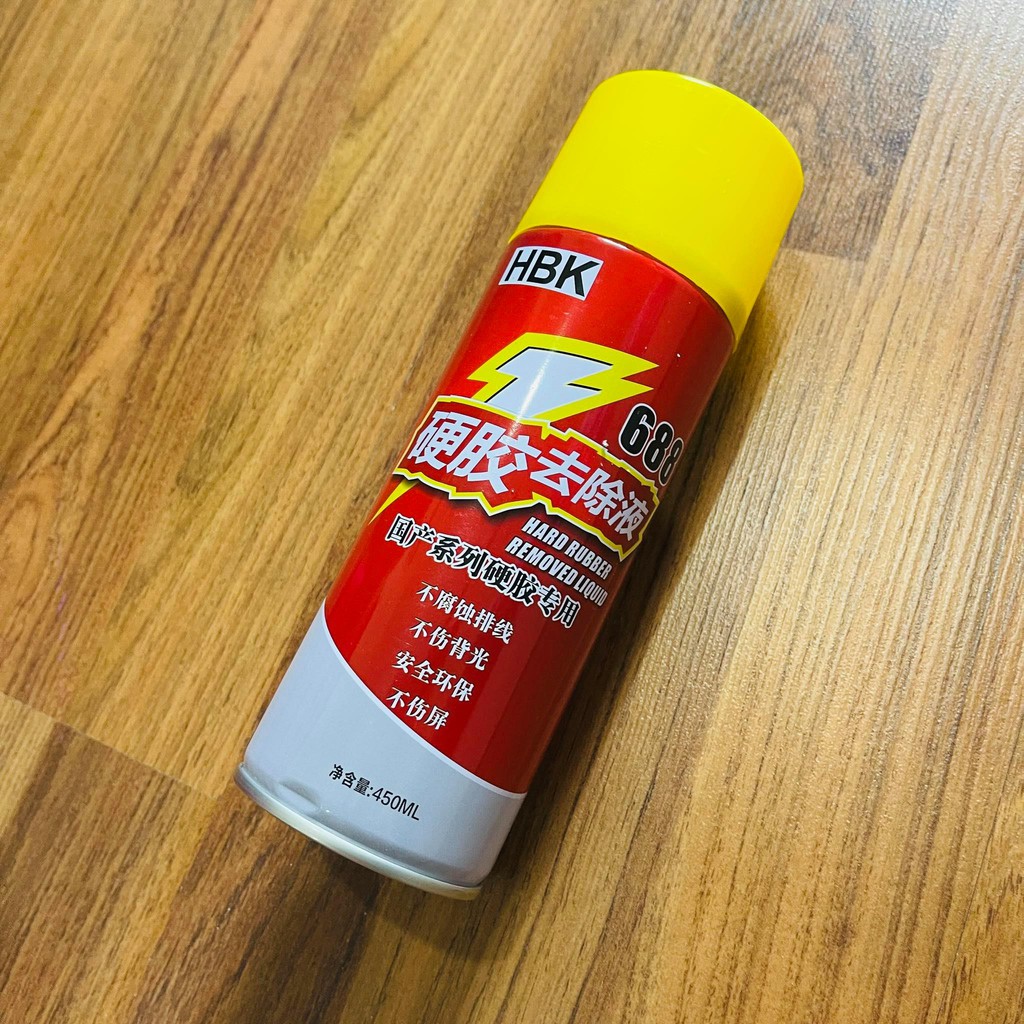 HBK
688
硬胶去除液
HARD RUBBER
REMOVED LIQUID
国产系列硬胶专用
不腐蚀排线
不伤背光
安全环保
不伤屏
净含量:450ML